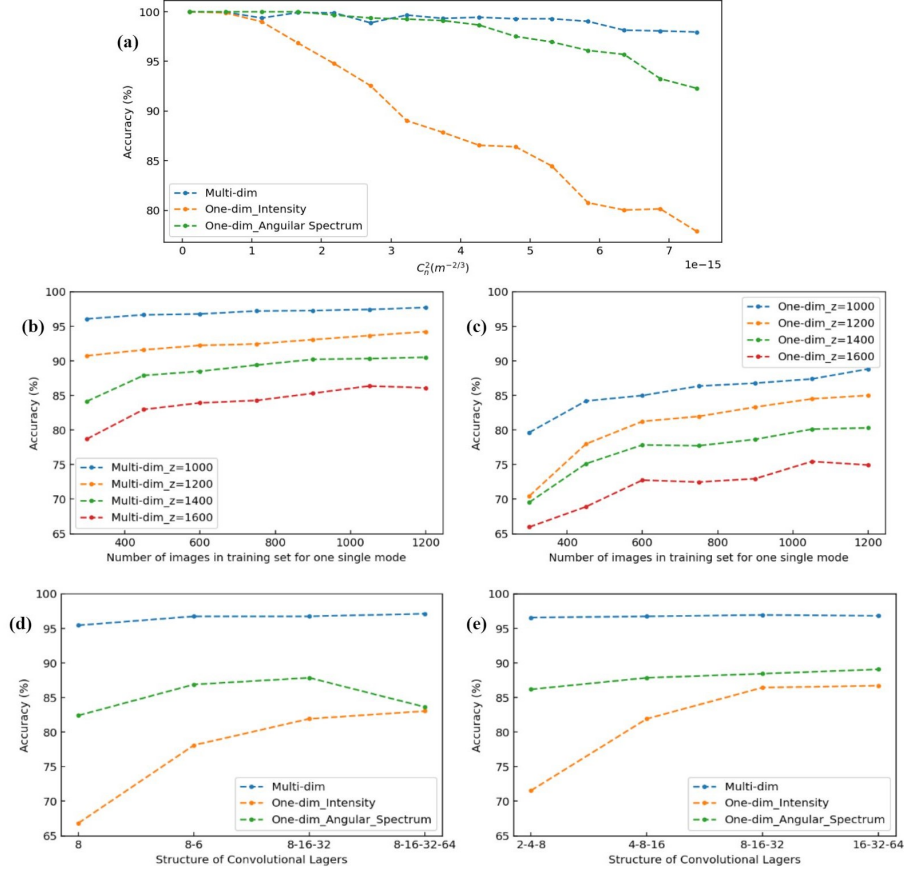 (a)
Accuracy (%)
100
95
90
85
80
Multi-dim
One-dim_Intensity
One-dim_Anguilar Spectrum
0 1 2 3 4 5 6 7
1e−15
C_n^2(m^{-2/3})
(b)
Accuracy (%)
100
95
90
85
80
75
70
65
Multi-dim_z=1000
Multi-dim_z=1200
Multi-dim_z=1400
Multi-dim_z=1600
400 600 800 1000 1200
Number of images in training set for one single mode
(c)
Accuracy (%)
100
95
90
85
80
75
70
65
One-dim_z=1000
One-dim_z=1200
One-dim_z=1400
One-dim_z=1600
400 600 800 1000 1200
Number of images in training set for one single mode
(d)
Accuracy (%)
100
95
90
85
80
75
70
65
Multi-dim
One-dim_Intensity
One-dim_Angular_Spectrum
8 8-6 8-16-32 8-16-32-64
Structure of Convolutional Lagers
(e)
Accuracy (%)
100
95
90
85
80
75
70
65
Multi-dim
One-dim_Intensity
One-dim_Angular_Spectrum
2-4-8 4-8-16 8-16-32 16-32-64
Structure of Convolutional Lagers